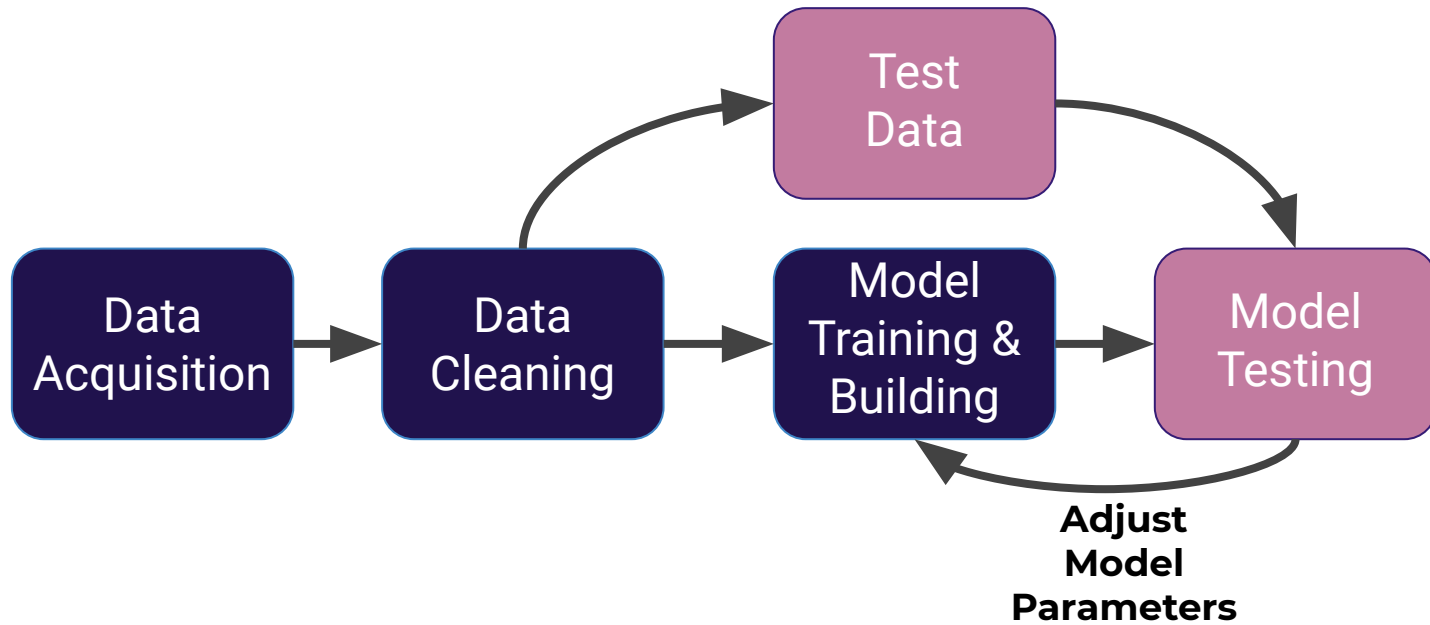 Test
Data
Data
Acquisition
Data
Cleaning
Model
Training &
Building
Model
Testing
Adjust
Model
Parameters